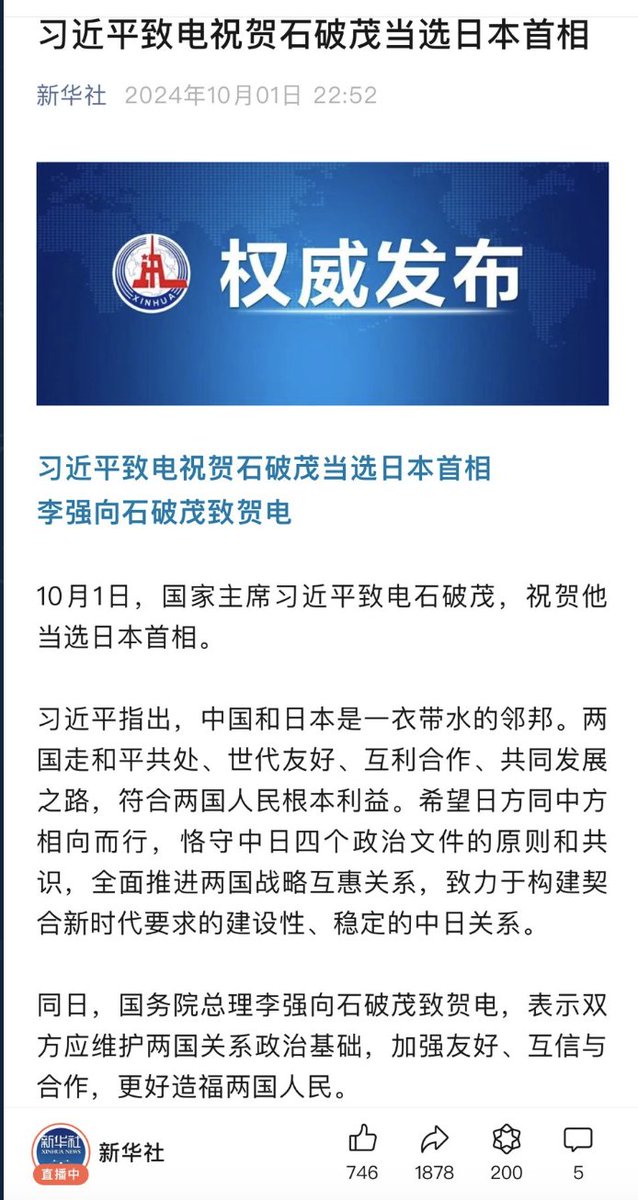 习近平致电祝贺石破茂当选日本首相
新华社 2024年10月01日 22:52
XINHUA
权威发布
习近平致电祝贺石破茂当选日本首相
李强向石破茂致贺电
10月1日，国家主席习近平致电石破茂，祝贺他
当选日本首相。
习近平指出，中国和日本是一衣带水的邻邦。两
国走和平共处、世代友好、互利合作、共同发展
之路，符合两国人民根本利益。希望日方同中方
相向而行，恪守中日四个政治文件的原则和共
识，全面推进两国战略互惠关系，致力于构建契
合新时代要求的建设性、稳定的中日关系。
同日，国务院总理李强向石破茂致贺电，表示双
方应维护两国关系政治基础，加强友好、互信与
合作，更好造福两国人民。
新华社
XINHUA NEWS
直播中
新华社
746 1878 200 5